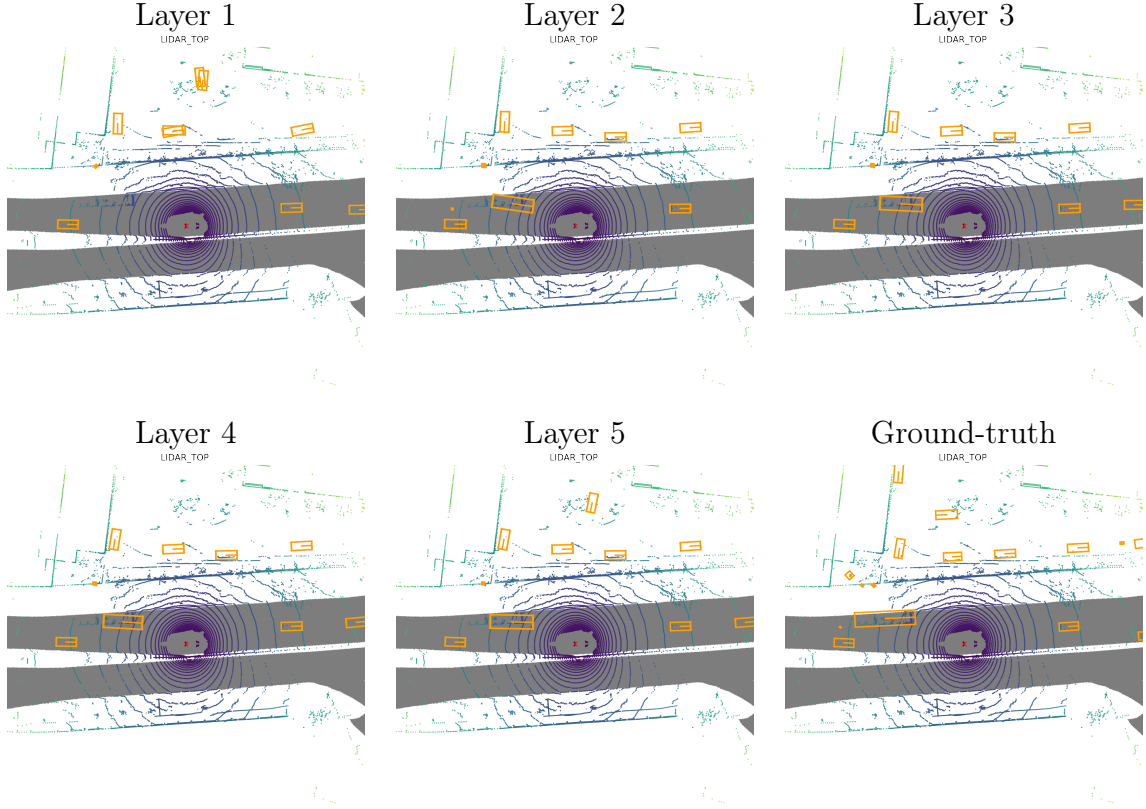 Layer 1
LIDAR_TOP
Layer 2
LIDAR_TOP
Layer 3
LIDAR_TOP
Layer 4
LIDAR_TOP
Layer 5
LIDAR_TOP
Ground-truth
LIDAR_TOP